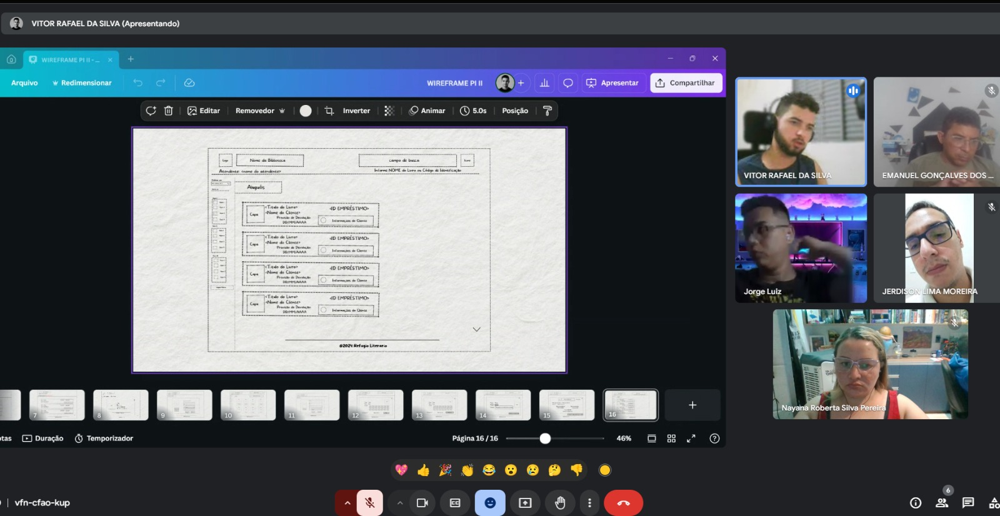 VITOR RAFAEL DA SILVA (Apresentando)
WIREFRAME PI II - ...
Arquivo
Redimensionar
WIREFRAME PI II
Apresentar
Compartilhar
Editar
Removedor
Inverter
Animar
5.0s
Posição
Logo
Nome da Biblioteca
campo de busca
Atendente: <nome do atendente>
Informe NOME do Livro ou Código de Identificação
Aluguéis
Capa
<Titulo do Livro>
<Nome do Cliente>
Previsão de Devolução
DD/MM/AAAA
<ID EMPRÉSTIMO>
Informações do Cliente
Capa
<Titulo do Livro>
<Nome do Cliente>
Previsão de Devolução
DD/MM/AAAA
<ID EMPRÉSTIMO>
Informações do Cliente
Capa
<Titulo do Livro>
<Nome do Cliente>
Previsão de Devolução
DD/MM/AAAA
<ID EMPRÉSTIMO>
Informações do Cliente
Capa
<Titulo do Livro>
<Nome do Cliente>
Previsão de Devolução
DD/MM/AAAA
<ID EMPRÉSTIMO>
Informações do Cliente
@2024 Refugio Literario
7
8
9
10
11
12
13
14
15
16
otas
Duração
Temporizador
Página 16 / 16
46%
VITOR RAFAEL DA SILVA
EMANUEL GONÇALVES DOS ...
Jorge Luiz
JERDISON LIMA MOREIRA
Nayana Roberta Silva Pereira
vfn-cfao-kup
6